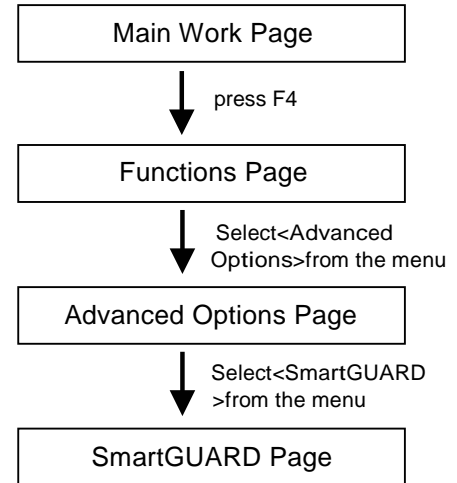 Main Work Page
press F4
Functions Page
Select<Advanced
Options>from the menu
Advanced Options Page
Select<SmartGUARD
>from the menu
SmartGUARD Page